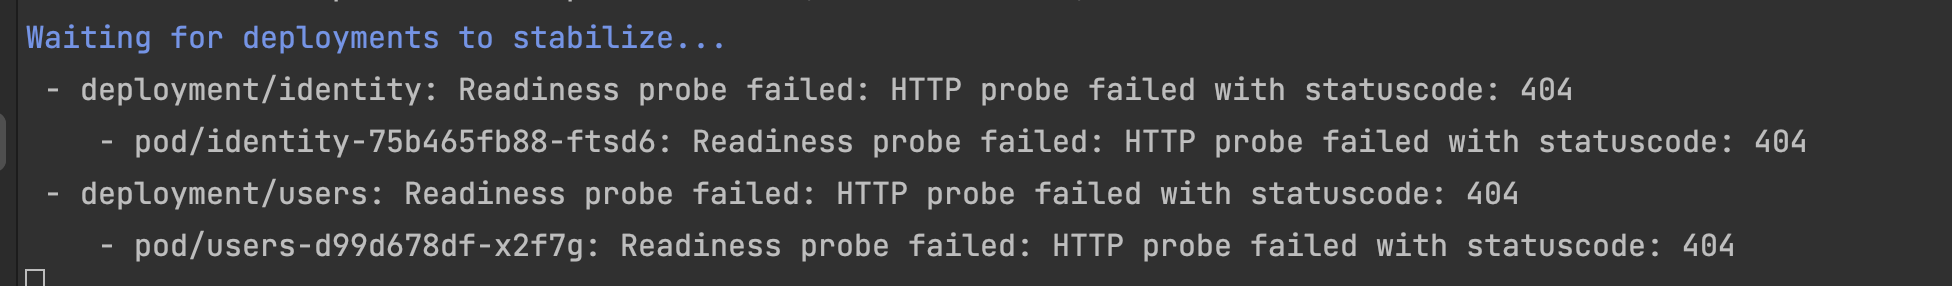 Waiting for deployments to stabilize...
- deployment/identity: Readiness probe failed: HTTP probe failed with statuscode: 404
- pod/identity-75b465fb88-ftsd6: Readiness probe failed: HTTP probe failed with statuscode: 404
- deployment/users: Readiness probe failed: HTTP probe failed with statuscode: 404
- pod/users-d99d678df-x2f7g: Readiness probe failed: HTTP probe failed with statuscode: 404